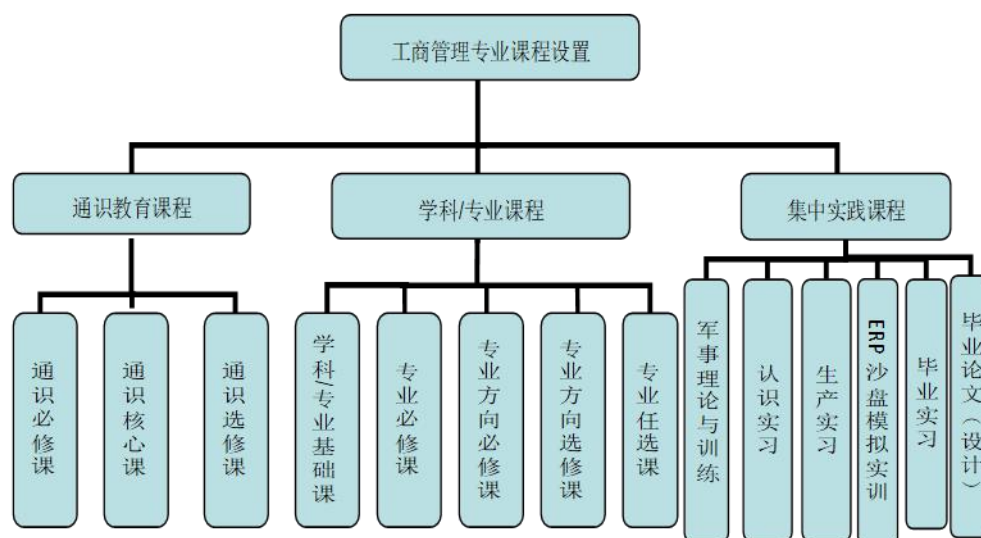 工商管理专业课程设置
通识教育课程
学科/专业课程
集中实践课程
通识必修课
通识核心课
通识选修课
学科/专业基础课
专业必修课
专业方向必修课
专业方向选修课
专业任选课
军事理论与训练
认识实习
生产实习
ERP沙盘模拟实训
毕业实习
毕业论文（设计）